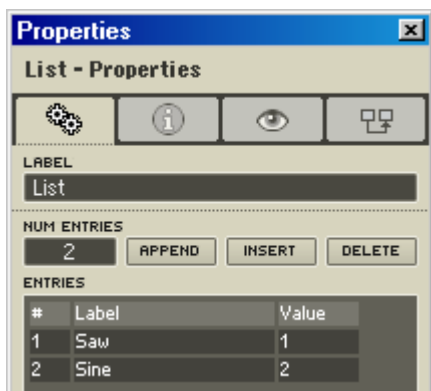 Properties
List - Properties
LABEL
List
NUM ENTRIES
2 APPEND INSERT DELETE
ENTRIES
# Label Value
1 Saw 1
2 Sine 2